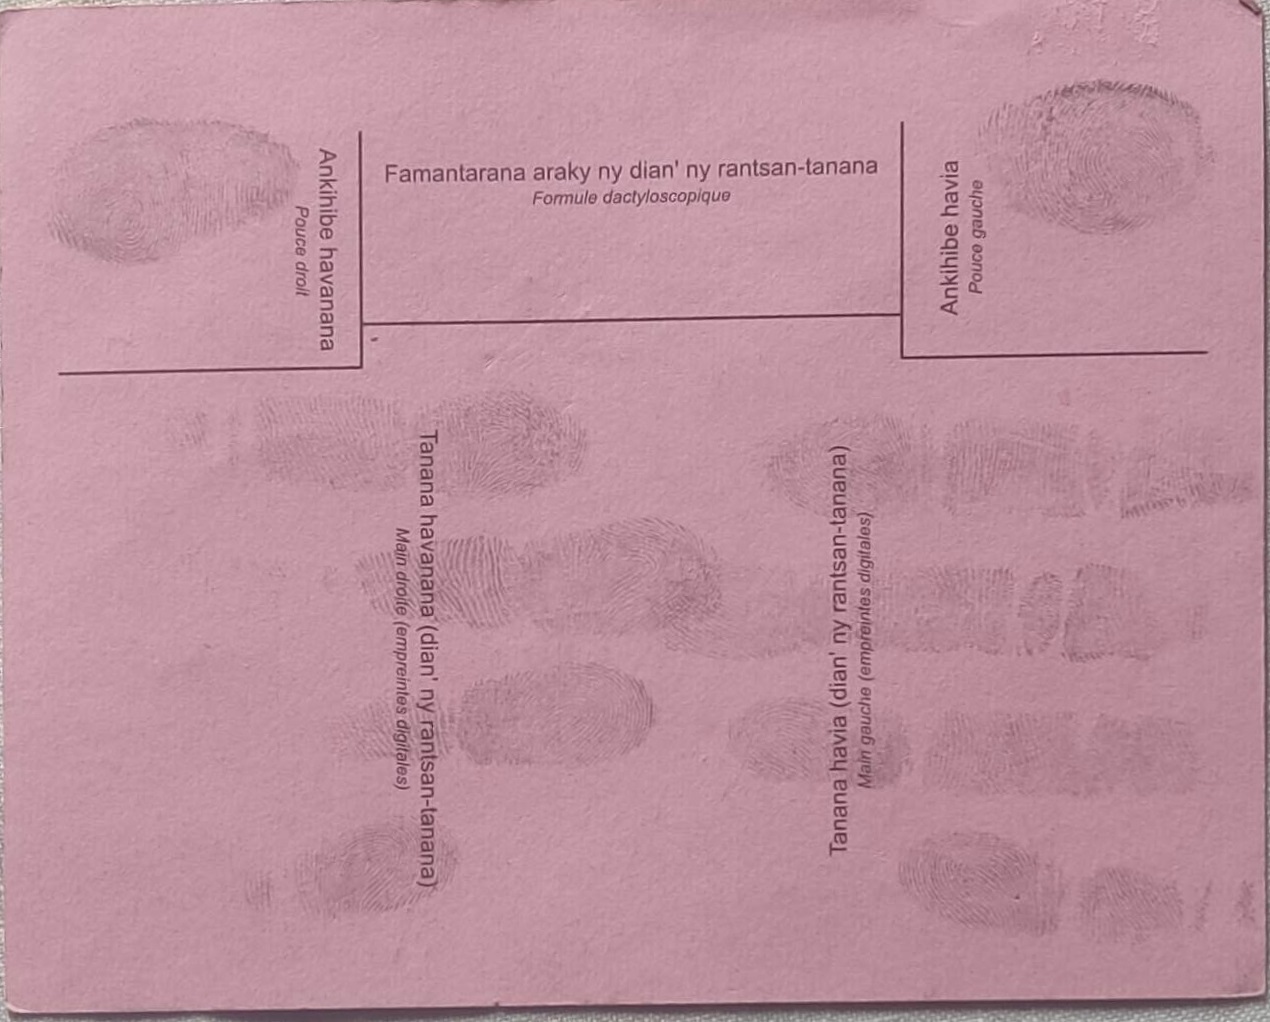 Famantarana araky ny dian' ny rantsan-tanana
Formule dactyloscopique
Ankihibe havanana
Pouce droit
Ankihibe havia
Pouce gauche
Tanana havanana (dian' ny rantsan-tanana)
Main droite (empreintes digitales)
Tanana havia (dian' ny rantsan-tanana)
Main gauche (empreintes digitales)